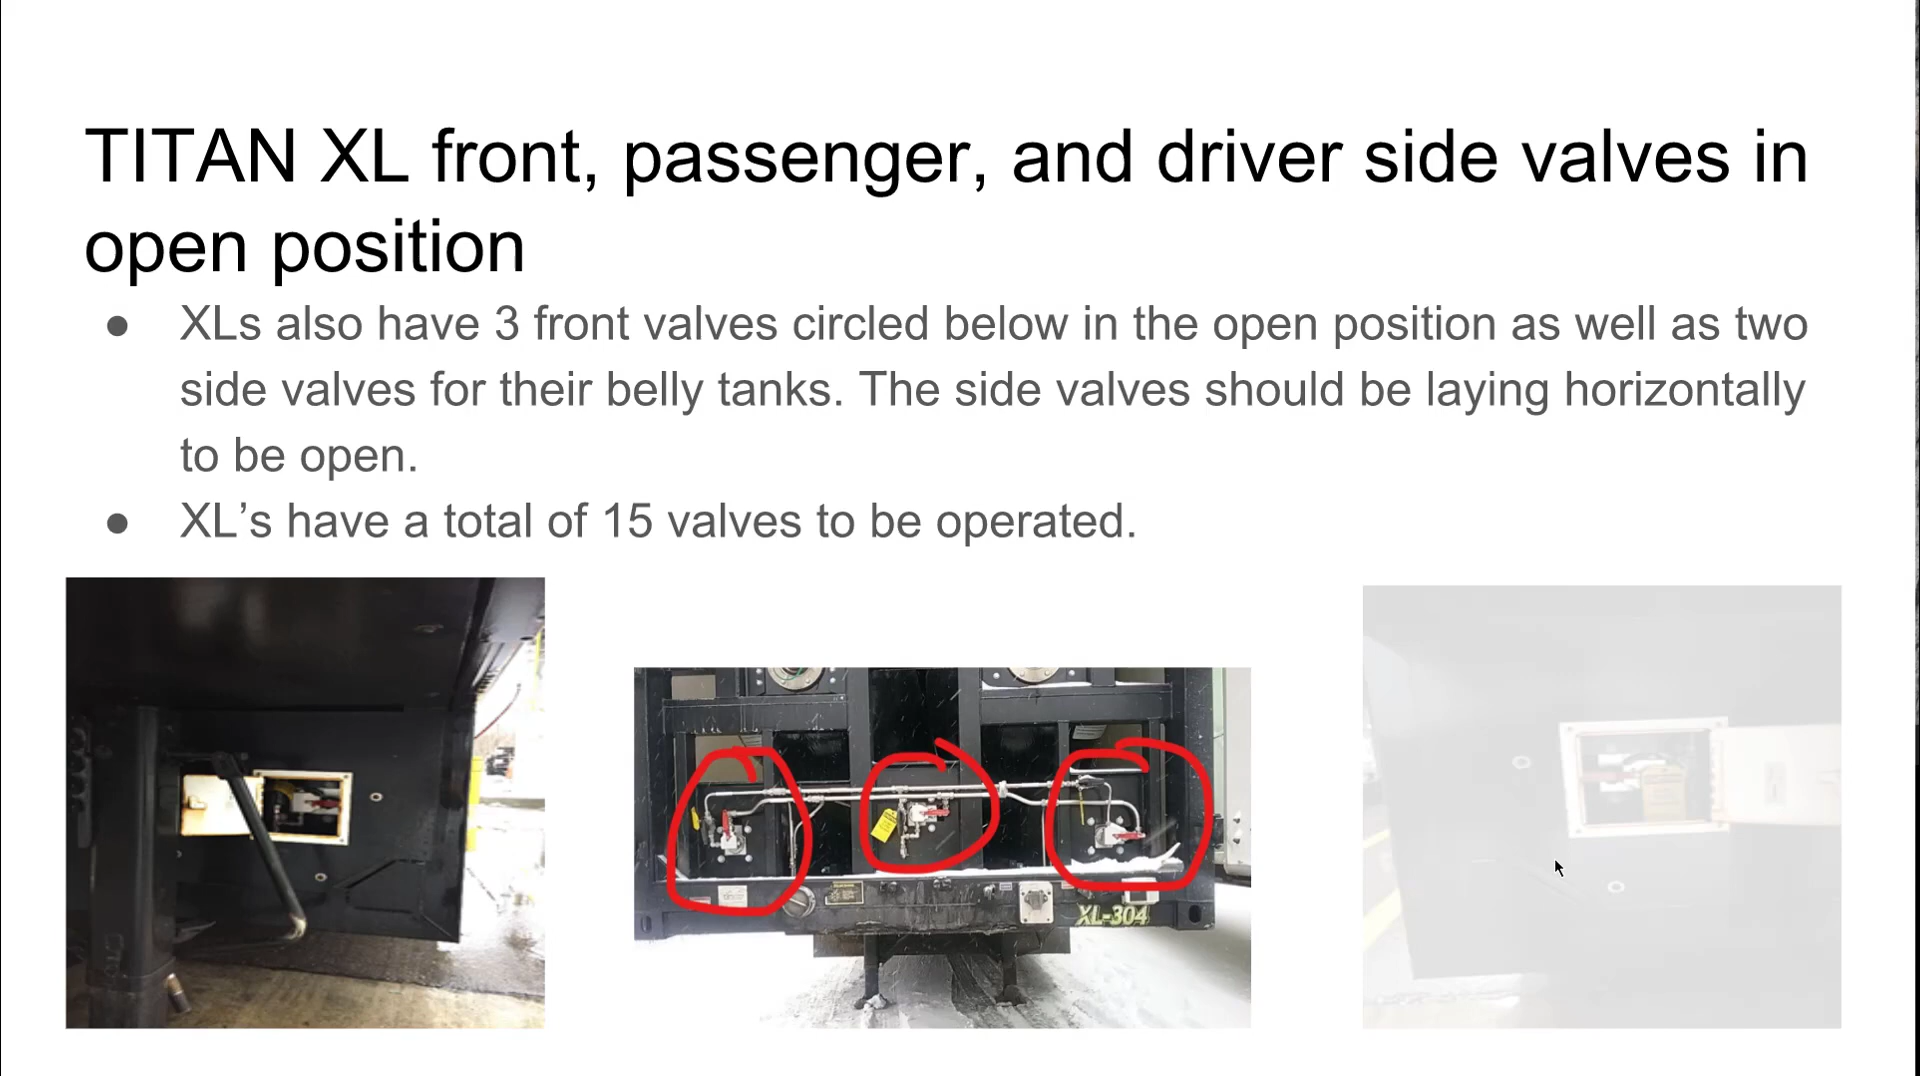 TITAN XL front, passenger, and driver side valves in
open position
● XLs also have 3 front valves circled below in the open position as well as two
side valves for their belly tanks. The side valves should be laying horizontally
to be open.
● XL’s have a total of 15 valves to be operated.
XL-304